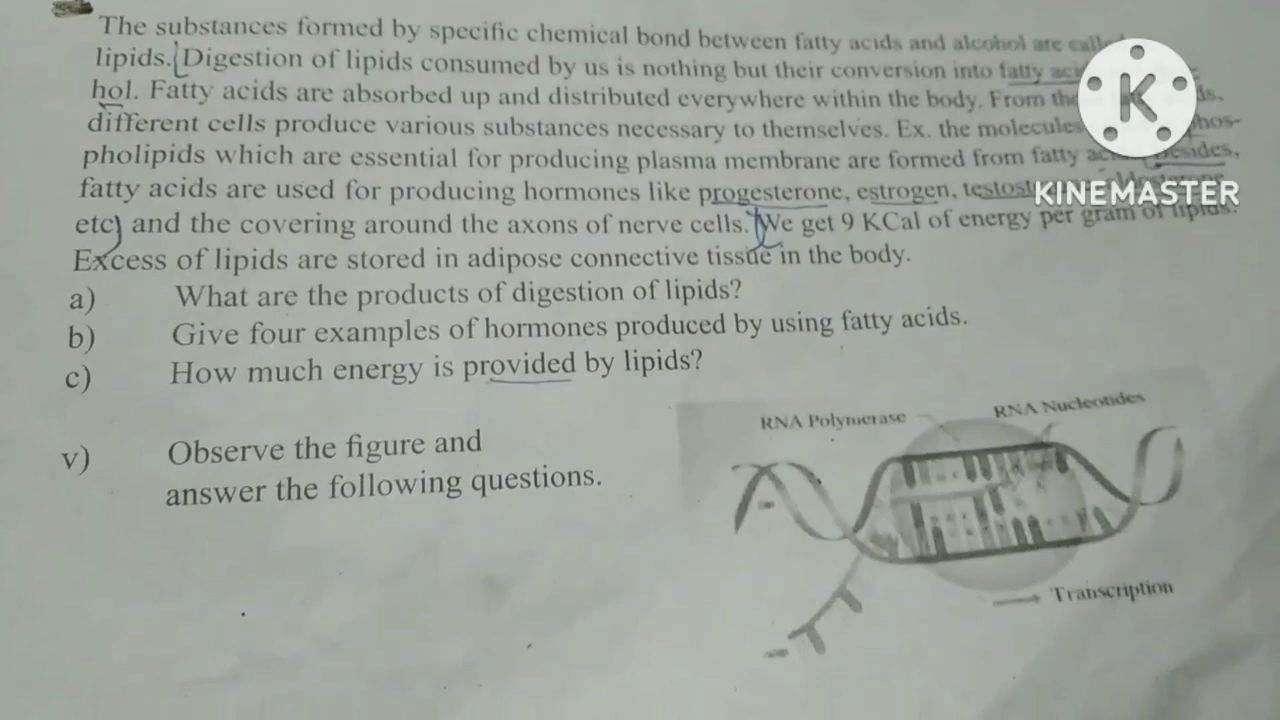 The substances formed by specific chemical bond between fatty acids and alcohol are
lipids. Digestion of lipids consumed by us is nothing but their conversion into fatty
hol. Fatty acids are absorbed up and distributed everywhere within the body. From
different cells produce various substances necessary to themselves. Ex. the molecules phos-
pholipids which are essential for producing plasma membrane are formed from fatty
fatty acids are used for producing hormones like progesterone, estrogen,
etc, and the covering around the axons of nerve cells. We get 9 KCal of energy per gram of lipids.
Excess of lipids are stored in adipose connective tissue in the body.
a) What are the products of digestion of lipids?
b) Give four examples of hormones produced by using fatty acids.
c) How much energy is provided by lipids?
v) Observe the figure and
answer the following questions.
RNA Polymerase
RNA Nucleotides
Transcription
K
KINEMASTER